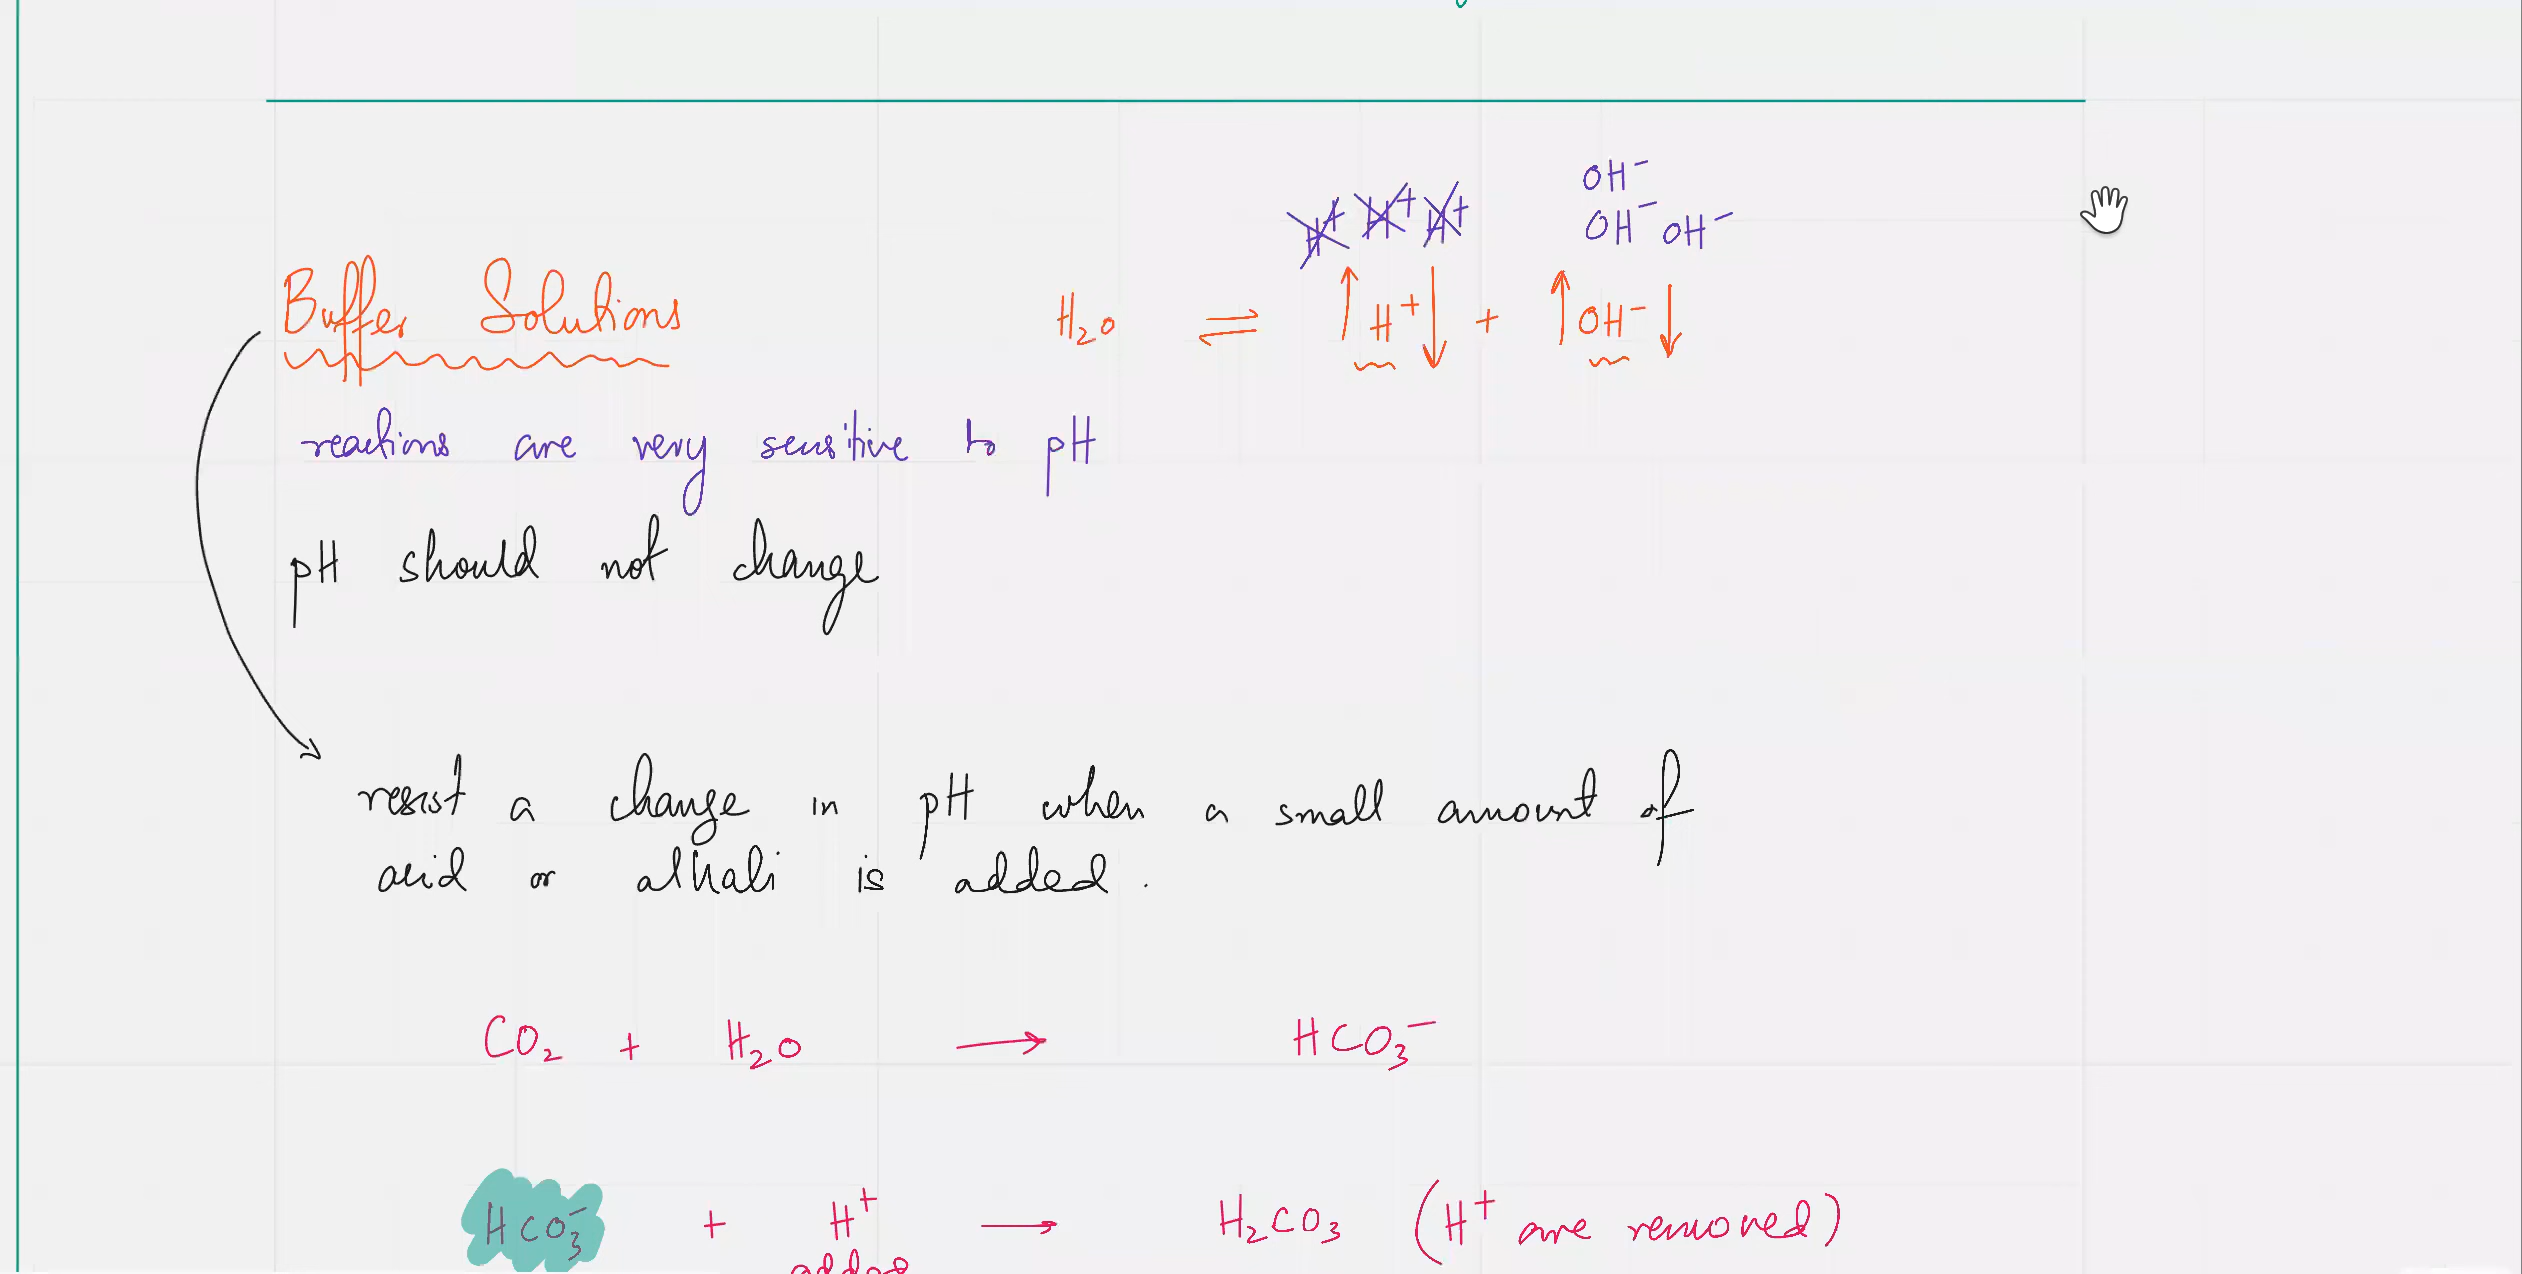 OH⁻
H⁺ H⁺ H⁺ OH⁻ OH⁻
Buffer Solutions
H₂O ⇌ ↑ H⁺ ↓ + ↑ OH⁻ ↓
reactions are very sensitive to pH
pH should not change
resist a change in pH when a small amount of
acid or alkali is added.
CO₂ + H₂O → HCO₃⁻
HCO₃⁻ + H⁺ → H₂CO₃ (H⁺ are removed)